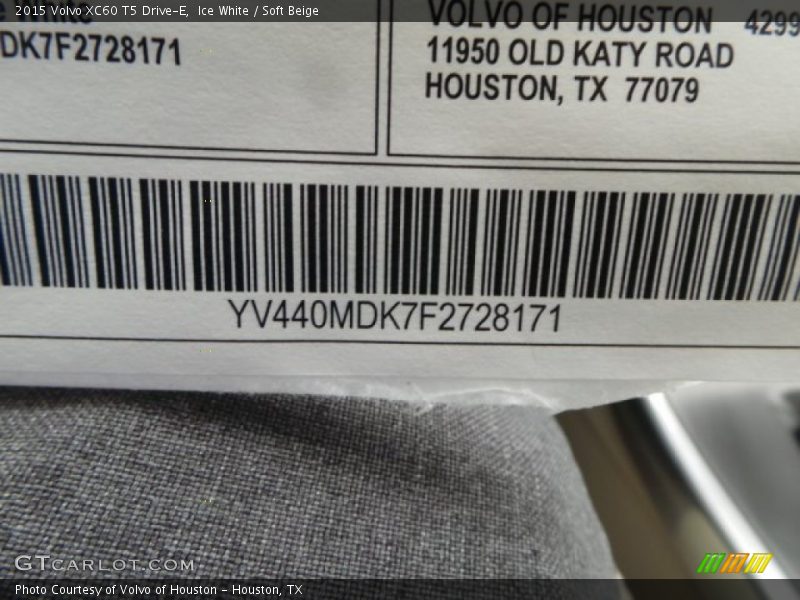 2015 Volvo XC60 T5 Drive-E, Ice White / Soft Beige
VOLVO OF HOUSTON 4299
DK7F2728171
11950 OLD KATY ROAD
HOUSTON, TX 77079
YV440MDK7F2728171
GTCARLOT.COM
Photo Courtesy of Volvo of Houston - Houston, TX